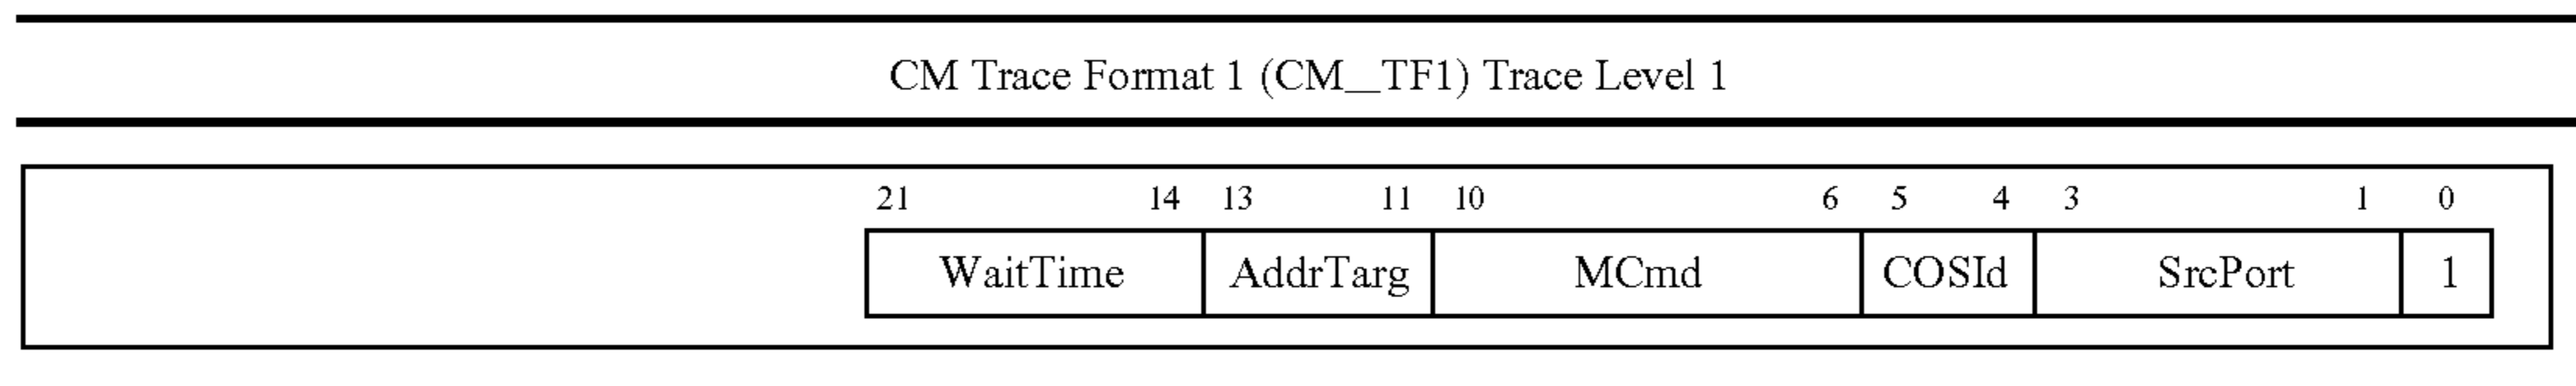 CM Trace Format 1 (CM_TF1) Trace Level 1
21 14 13 11 10 6 5 4 3 1 0
WaitTime AddrTarg MCmd COSId SrcPort 1